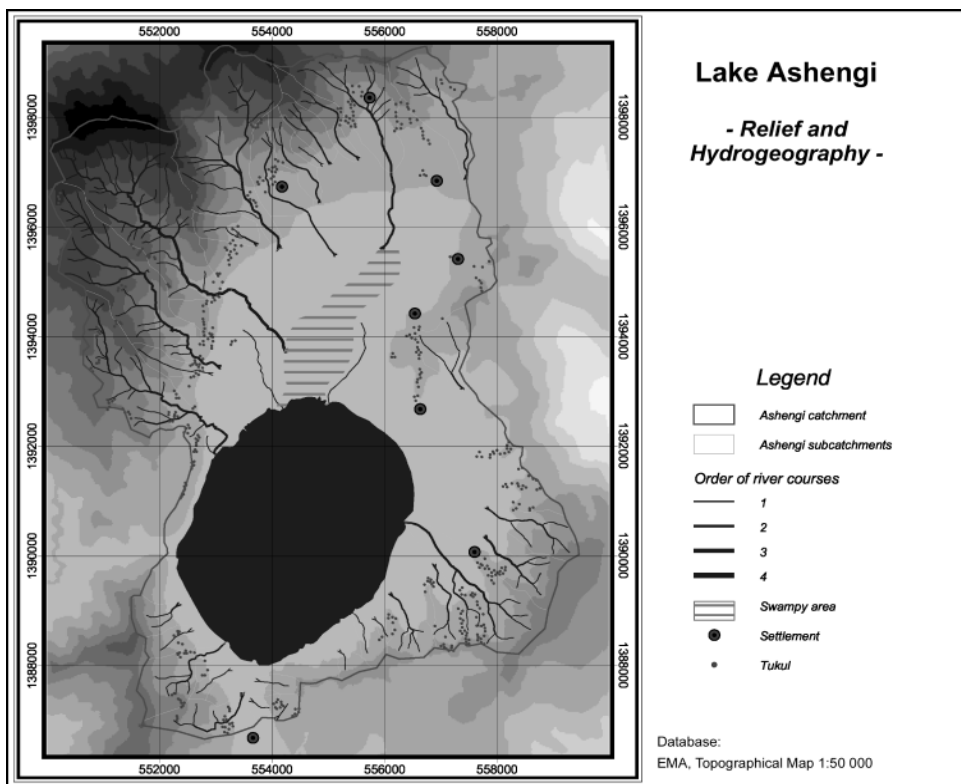 552000 554000 556000 558000
Lake Ashengi
- Relief and
Hydrogeography -
1398000 1398000
1396000 1396000
1394000 1394000
1392000 1392000
1390000 1390000
1388000 1388000
552000 554000 556000 558000
Legend
Ashengi catchment
Ashengi subcatchments
Order of river courses
1
2
3
4
Swampy area
Settlement
Tukul
Database:
EMA, Topographical Map 1:50 000